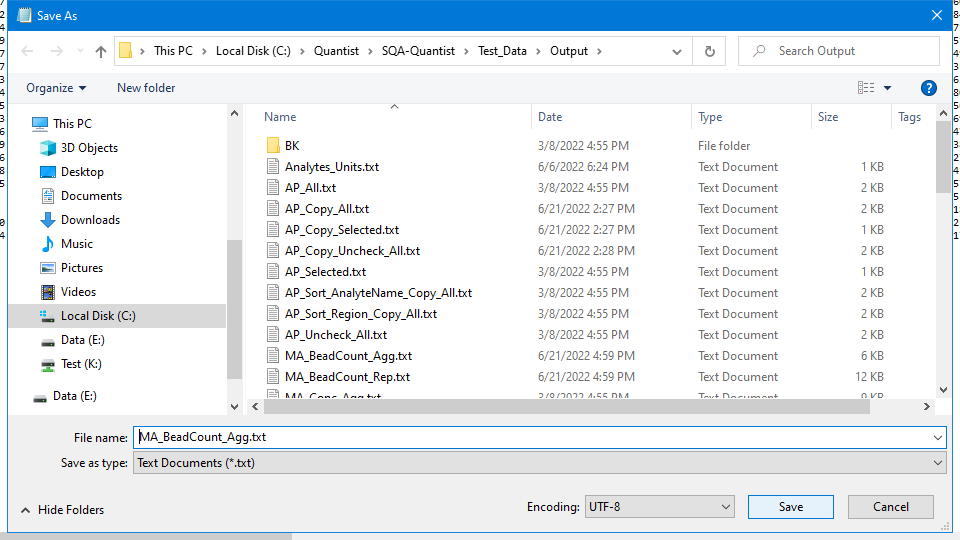 Save As
This PC > Local Disk (C:) > Quantist > SQA-Quantist > Test_Data > Output >
Search Output
Organize
New folder
Name Date Type Size Tags
This PC
3D Objects
Desktop
Documents
Downloads
Music
Pictures
Videos
Local Disk (C:)
Data (E:)
Test (K:)
Data (E:)
BK 3/8/2022 4:55 PM File folder
Analytes_Units.txt 6/6/2022 6:24 PM Text Document 1 KB
AP_All.txt 3/8/2022 4:55 PM Text Document 2 KB
AP_Copy_All.txt 6/21/2022 2:27 PM Text Document 2 KB
AP_Copy_Selected.txt 6/21/2022 2:27 PM Text Document 1 KB
AP_Copy_Uncheck_All.txt 6/21/2022 2:28 PM Text Document 2 KB
AP_Selected.txt 3/8/2022 4:55 PM Text Document 1 KB
AP_Sort_AnalyteName_Copy_All.txt 3/8/2022 4:55 PM Text Document 2 KB
AP_Sort_Region_Copy_All.txt 3/8/2022 4:55 PM Text Document 2 KB
AP_Uncheck_All.txt 3/8/2022 4:55 PM Text Document 2 KB
MA_BeadCount_Agg.txt 6/21/2022 4:59 PM Text Document 6 KB
MA_BeadCount_Rep.txt 6/21/2022 4:59 PM Text Document 12 KB
MA_Conc_Agg.txt 3/8/2022 4:55 PM Text Document 9 KB
File name: MA_BeadCount_Agg.txt
Save as type: Text Documents (*.txt)
Hide Folders
Encoding: UTF-8
Save
Cancel